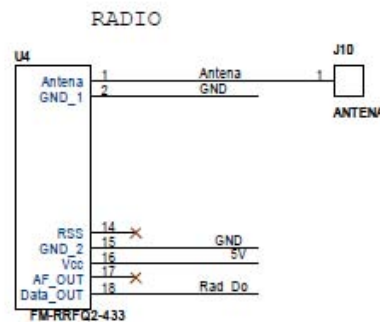 RADIO
U4
J10
Antena 1 Antena 1
GND_1 2 GND
ANTENA
RSS 14
GND_2 15 GND
Vcc 16 5V
AF_OUT 17
Data_OUT 18 Rad_Do
FM-RRFQ2-433